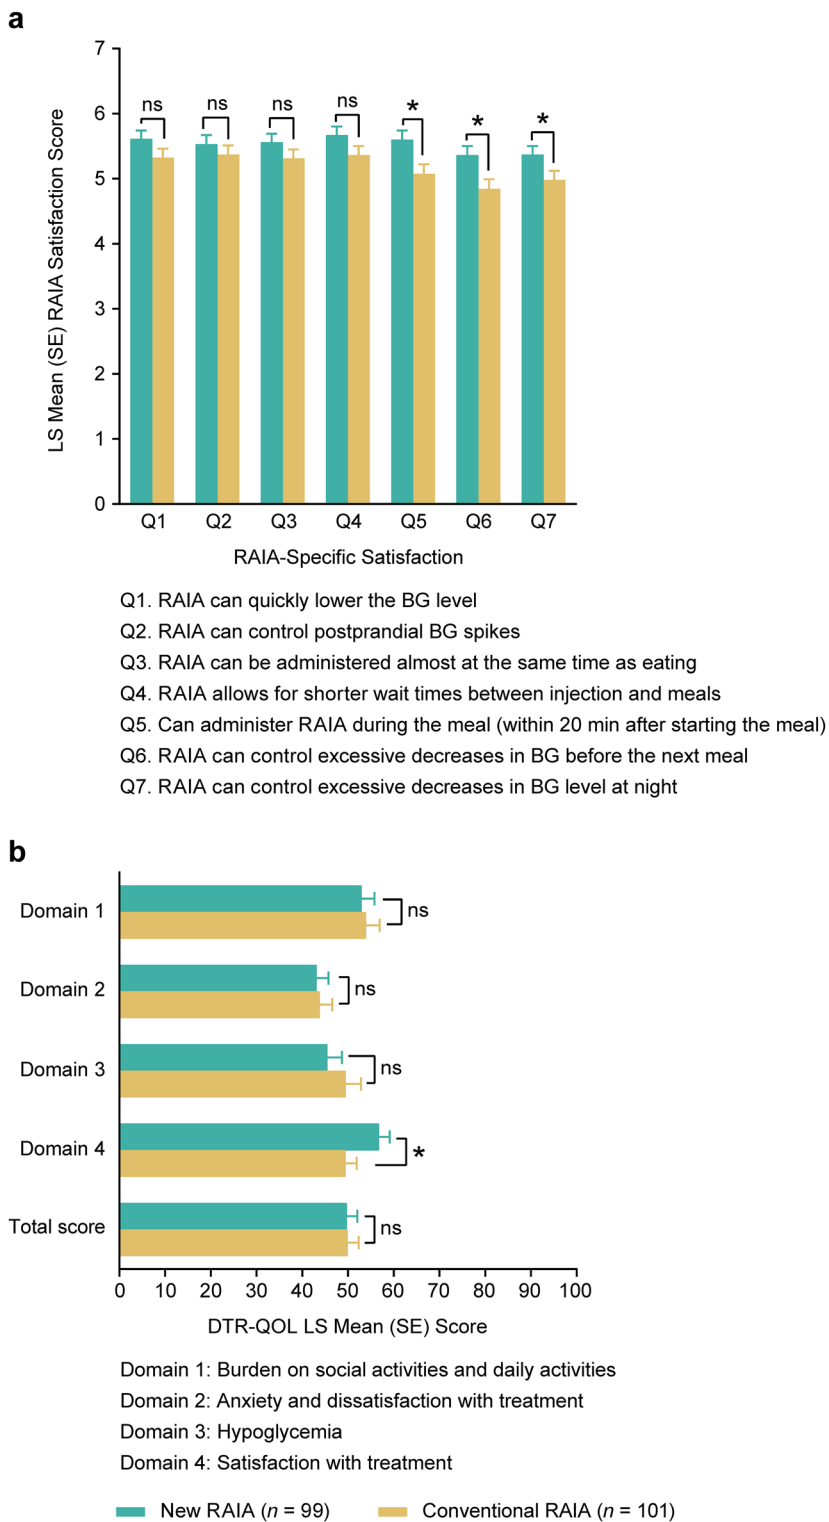 a
LS Mean (SE) RAIA Satisfaction Score
7
6
5
4
3
2
1
0
ns ns ns ns * * *
Q1 Q2 Q3 Q4 Q5 Q6 Q7
RAIA-Specific Satisfaction
Q1. RAIA can quickly lower the BG level
Q2. RAIA can control postprandial BG spikes
Q3. RAIA can be administered almost at the same time as eating
Q4. RAIA allows for shorter wait times between injection and meals
Q5. Can administer RAIA during the meal (within 20 min after starting the meal)
Q6. RAIA can control excessive decreases in BG before the next meal
Q7. RAIA can control excessive decreases in BG level at night
b
Domain 1 ns
Domain 2 ns
Domain 3 ns
Domain 4 *
Total score ns
0 10 20 30 40 50 60 70 80 90 100
DTR-QOL LS Mean (SE) Score
Domain 1: Burden on social activities and daily activities
Domain 2: Anxiety and dissatisfaction with treatment
Domain 3: Hypoglycemia
Domain 4: Satisfaction with treatment
New RAIA (n = 99) Conventional RAIA (n = 101)